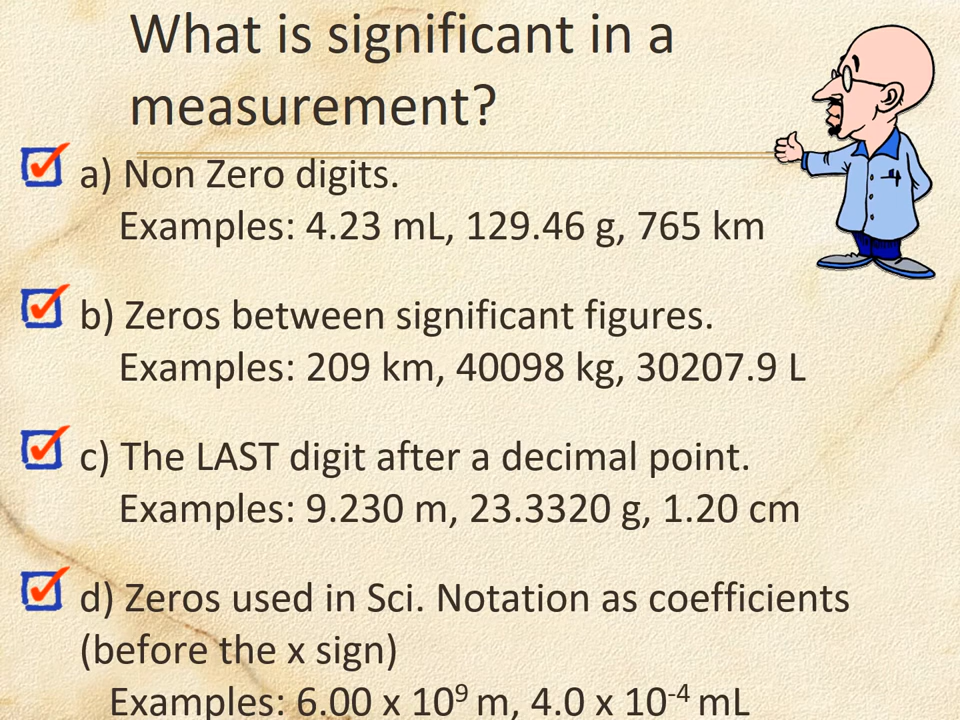 What is significant in a
measurement?
a) Non Zero digits.
Examples: 4.23 mL, 129.46 g, 765 km
b) Zeros between significant figures.
Examples: 209 km, 40098 kg, 30207.9 L
c) The LAST digit after a decimal point.
Examples: 9.230 m, 23.3320 g, 1.20 cm
d) Zeros used in Sci. Notation as coefficients
(before the x sign)
Examples: 6.00 x 10⁹ m, 4.0 x 10⁻⁴ mL